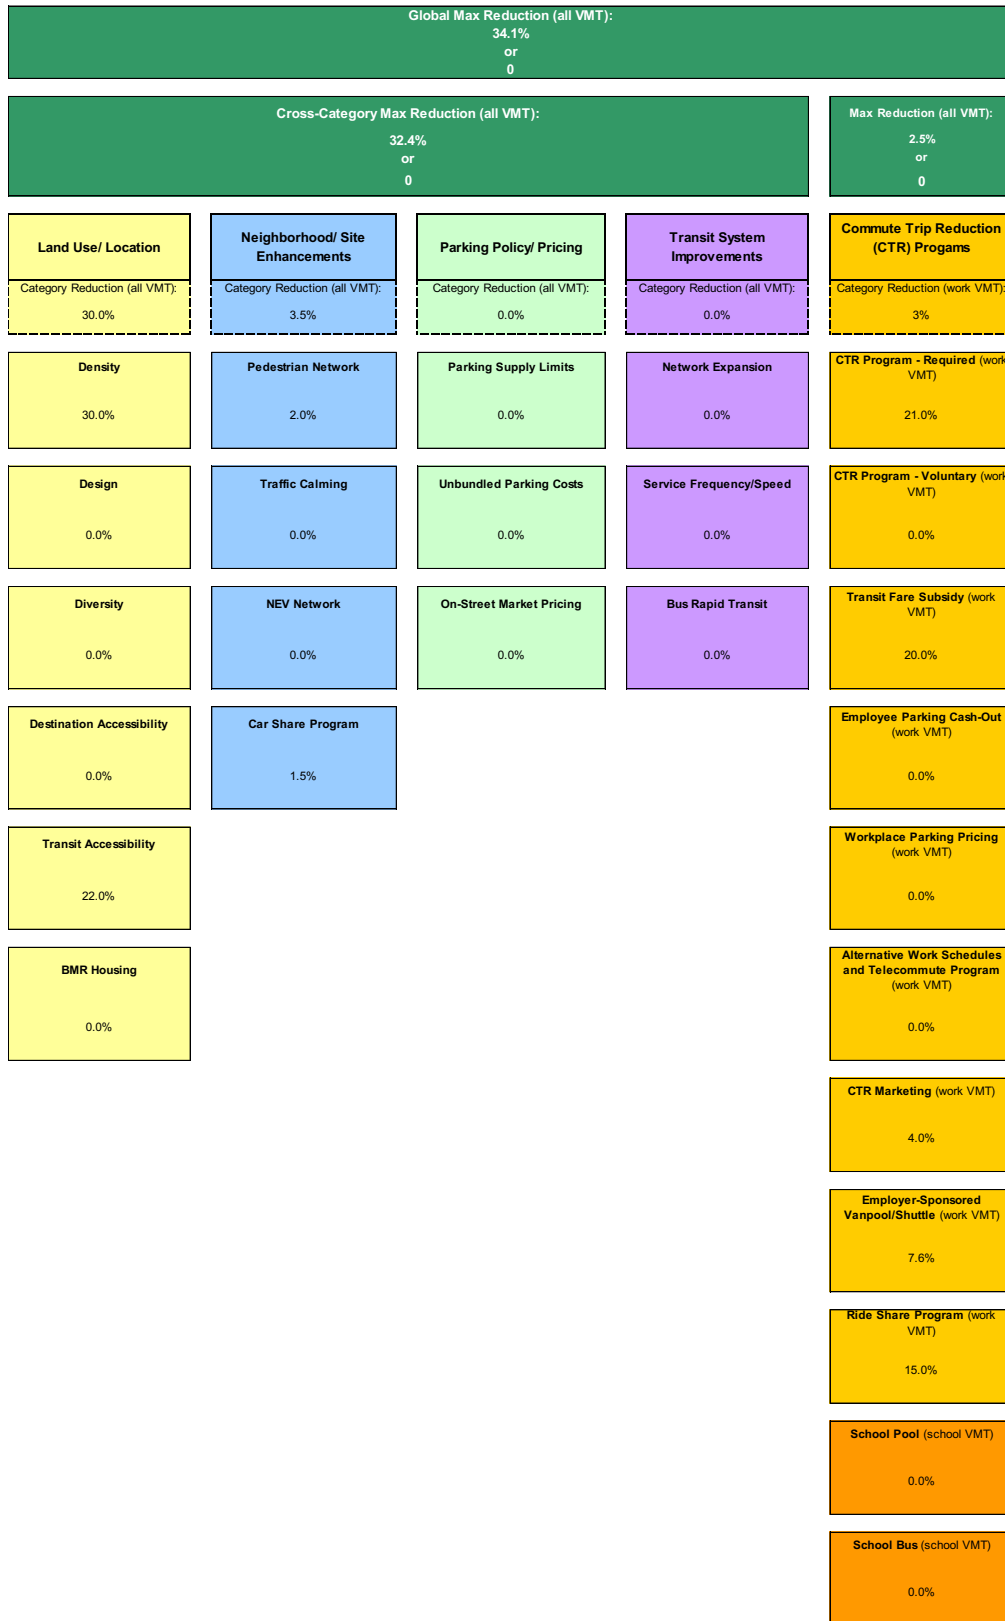 Global Max Reduction (all VMT):
34.1%
or
0
Cross-Category Max Reduction (all VMT):
32.4%
or
0
Max Reduction (all VMT):
2.5%
or
0
Land Use/ Location
Category Reduction (all VMT):
30.0%
Density
30.0%
Design
0.0%
Diversity
0.0%
Destination Accessibility
0.0%
Transit Accessibility
22.0%
BMR Housing
0.0%
Neighborhood/ Site
Enhancements
Category Reduction (all VMT):
3.5%
Pedestrian Network
2.0%
Traffic Calming
0.0%
NEV Network
0.0%
Car Share Program
1.5%
Parking Policy/ Pricing
Category Reduction (all VMT):
0.0%
Parking Supply Limits
0.0%
Unbundled Parking Costs
0.0%
On-Street Market Pricing
0.0%
Transit System
Improvements
Category Reduction (all VMT):
0.0%
Network Expansion
0.0%
Service Frequency/Speed
0.0%
Bus Rapid Transit
0.0%
Commute Trip Reduction
(CTR) Progams
Category Reduction (work VMT):
3%
CTR Program - Required (work
VMT)
21.0%
CTR Program - Voluntary (work
VMT)
0.0%
Transit Fare Subsidy (work
VMT)
20.0%
Employee Parking Cash-Out
(work VMT)
0.0%
Workplace Parking Pricing
(work VMT)
0.0%
Alternative Work Schedules
and Telecommute Program
(work VMT)
0.0%
CTR Marketing (work VMT)
4.0%
Employer-Sponsored
Vanpool/Shuttle (work VMT)
7.6%
Ride Share Program (work
VMT)
15.0%
School Pool (school VMT)
0.0%
School Bus (school VMT)
0.0%